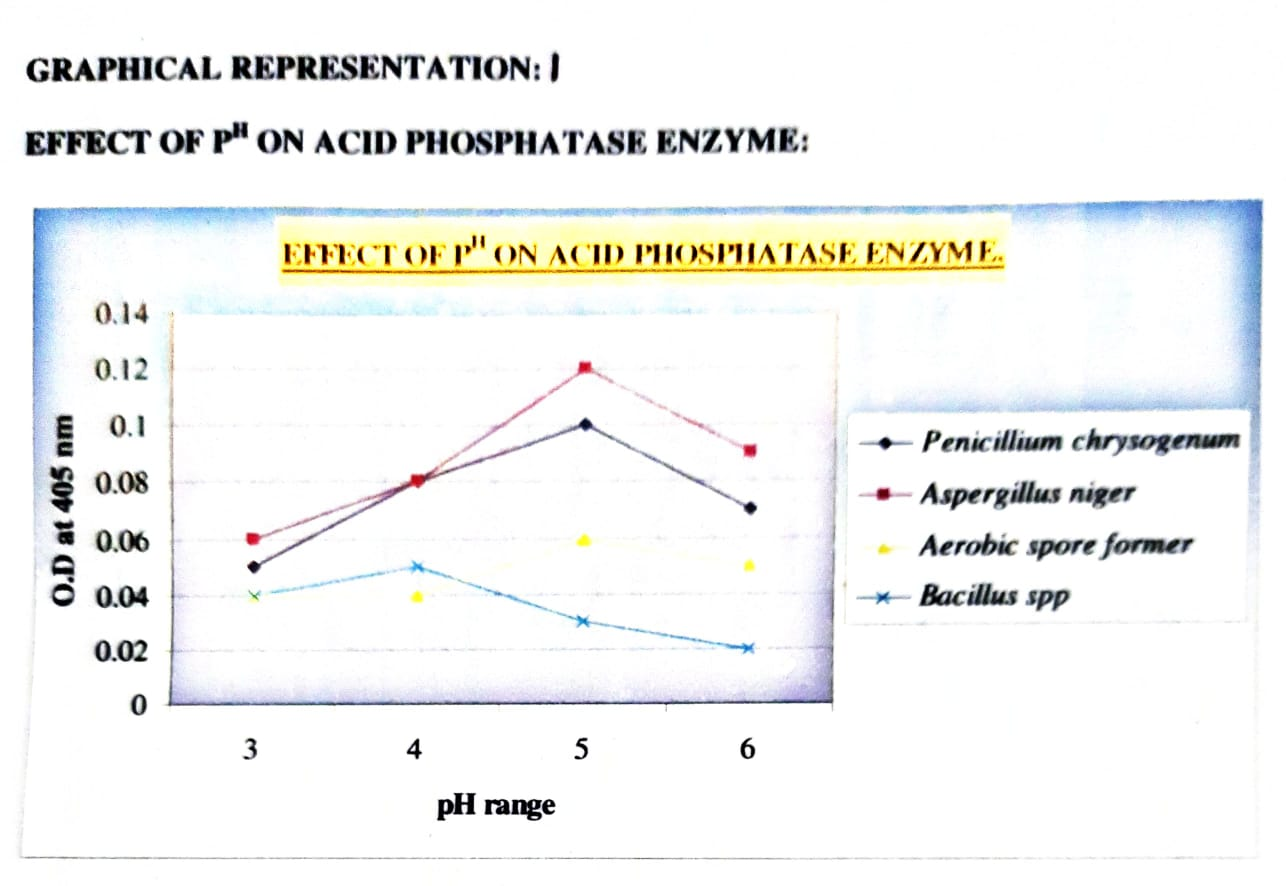 GRAPHICAL REPRESENTATION:
EFFECT OF Pᴴ ON ACID PHOSPHATASE ENZYME:
EFFECT OF Pᴴ ON ACID PHOSPHATASE ENZYME.
0.14
0.12
0.1
0.08
0.06
0.04
0.02
0
O.D at 405 nm
3 4 5 6
pH range
Penicillium chrysogenum
Aspergillus niger
Aerobic spore former
Bacillus spp